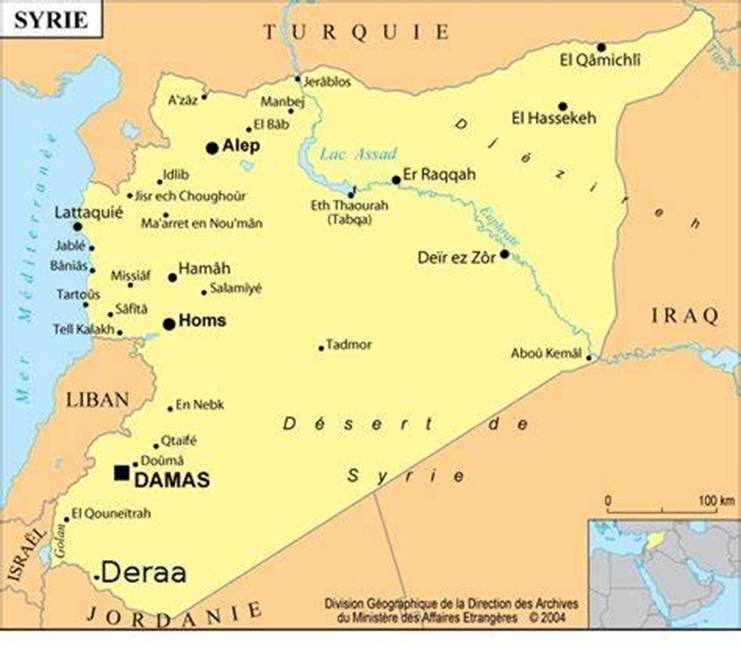 SYRIE
TURQUIE
El Qâmichlî
Jerâblos
A'zâz
Manbej
El Hassekeh
El Bâb
Alep
Djézireh
Lac Assad
Idlib
Er Raqqah
Jisr ech Choughoûr
Eth Thaourah
(Tabqa)
Lattaquié
Ma'arret en Nou'mân
Euphrate
Jablé
Deïr ez Zôr
Bâniâs
Missiâf
Hamâh
Salamiyé
Tartoûs
Sâfîtâ
Homs
IRAQ
Tell Kalakh
Tadmor
Aboû Kemâl
Mer Méditerranée
LIBAN
En Nebk
Désert de
Syrie
Qtaïfé
Doûmâ
DAMAS
0 100 km
El Qouneïtrah
Golan
ISRAËL
Deraa
JORDANIE
Division Géographique de la Direction des Archives
du Ministère des Affaires Etrangères © 2004